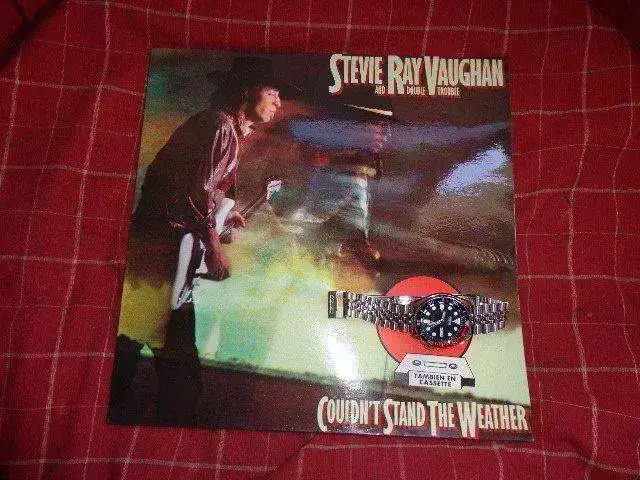 STEVIE RAY VAUGHAN
AND DOUBLE TROUBLE
TAMBIEN EN
CASSETTE
COULDN'T STAND THE WEATHER